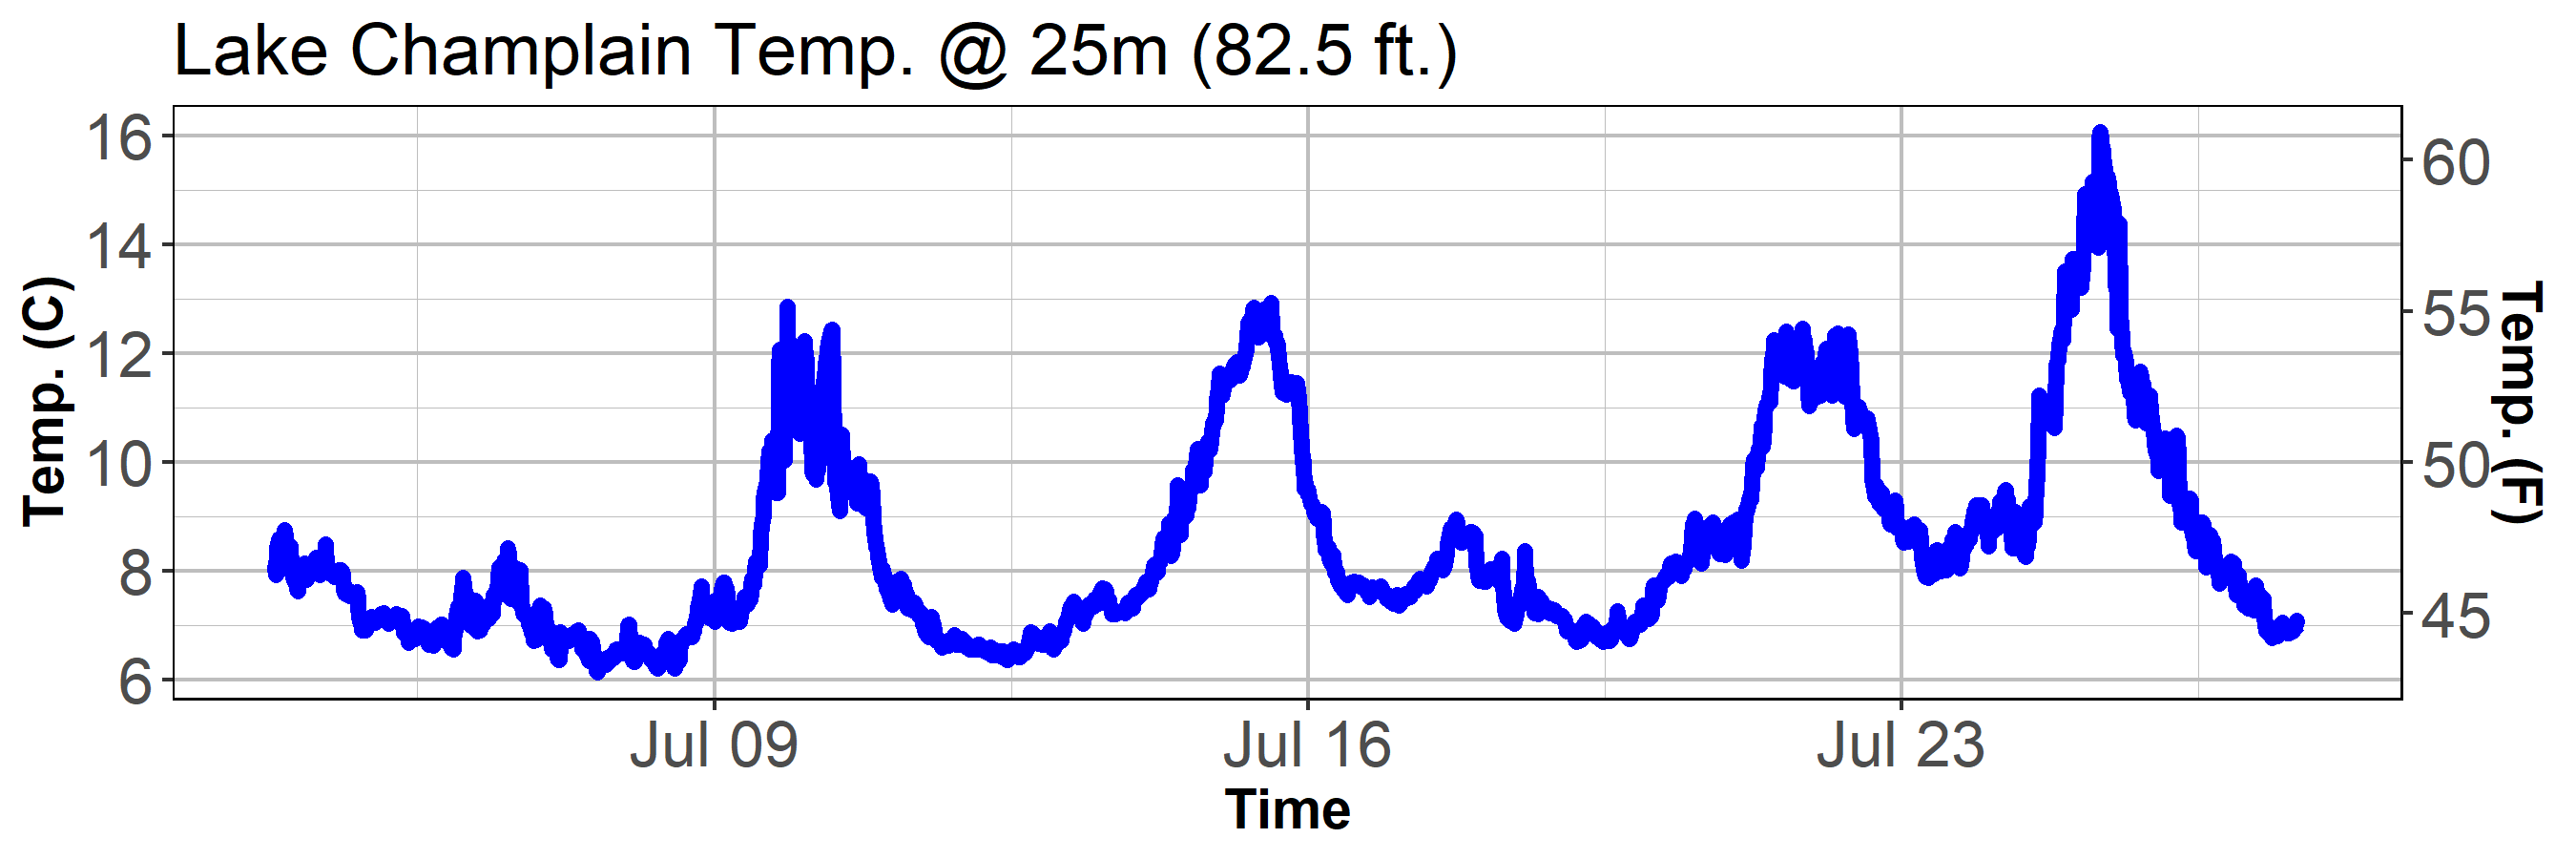 Lake Champlain Temp. @ 25m (82.5 ft.)
16
14
12
10
8
6
Temp. (C)
60
55
50
45
Temp. (F)
Jul 09 Jul 16 Jul 23
Time